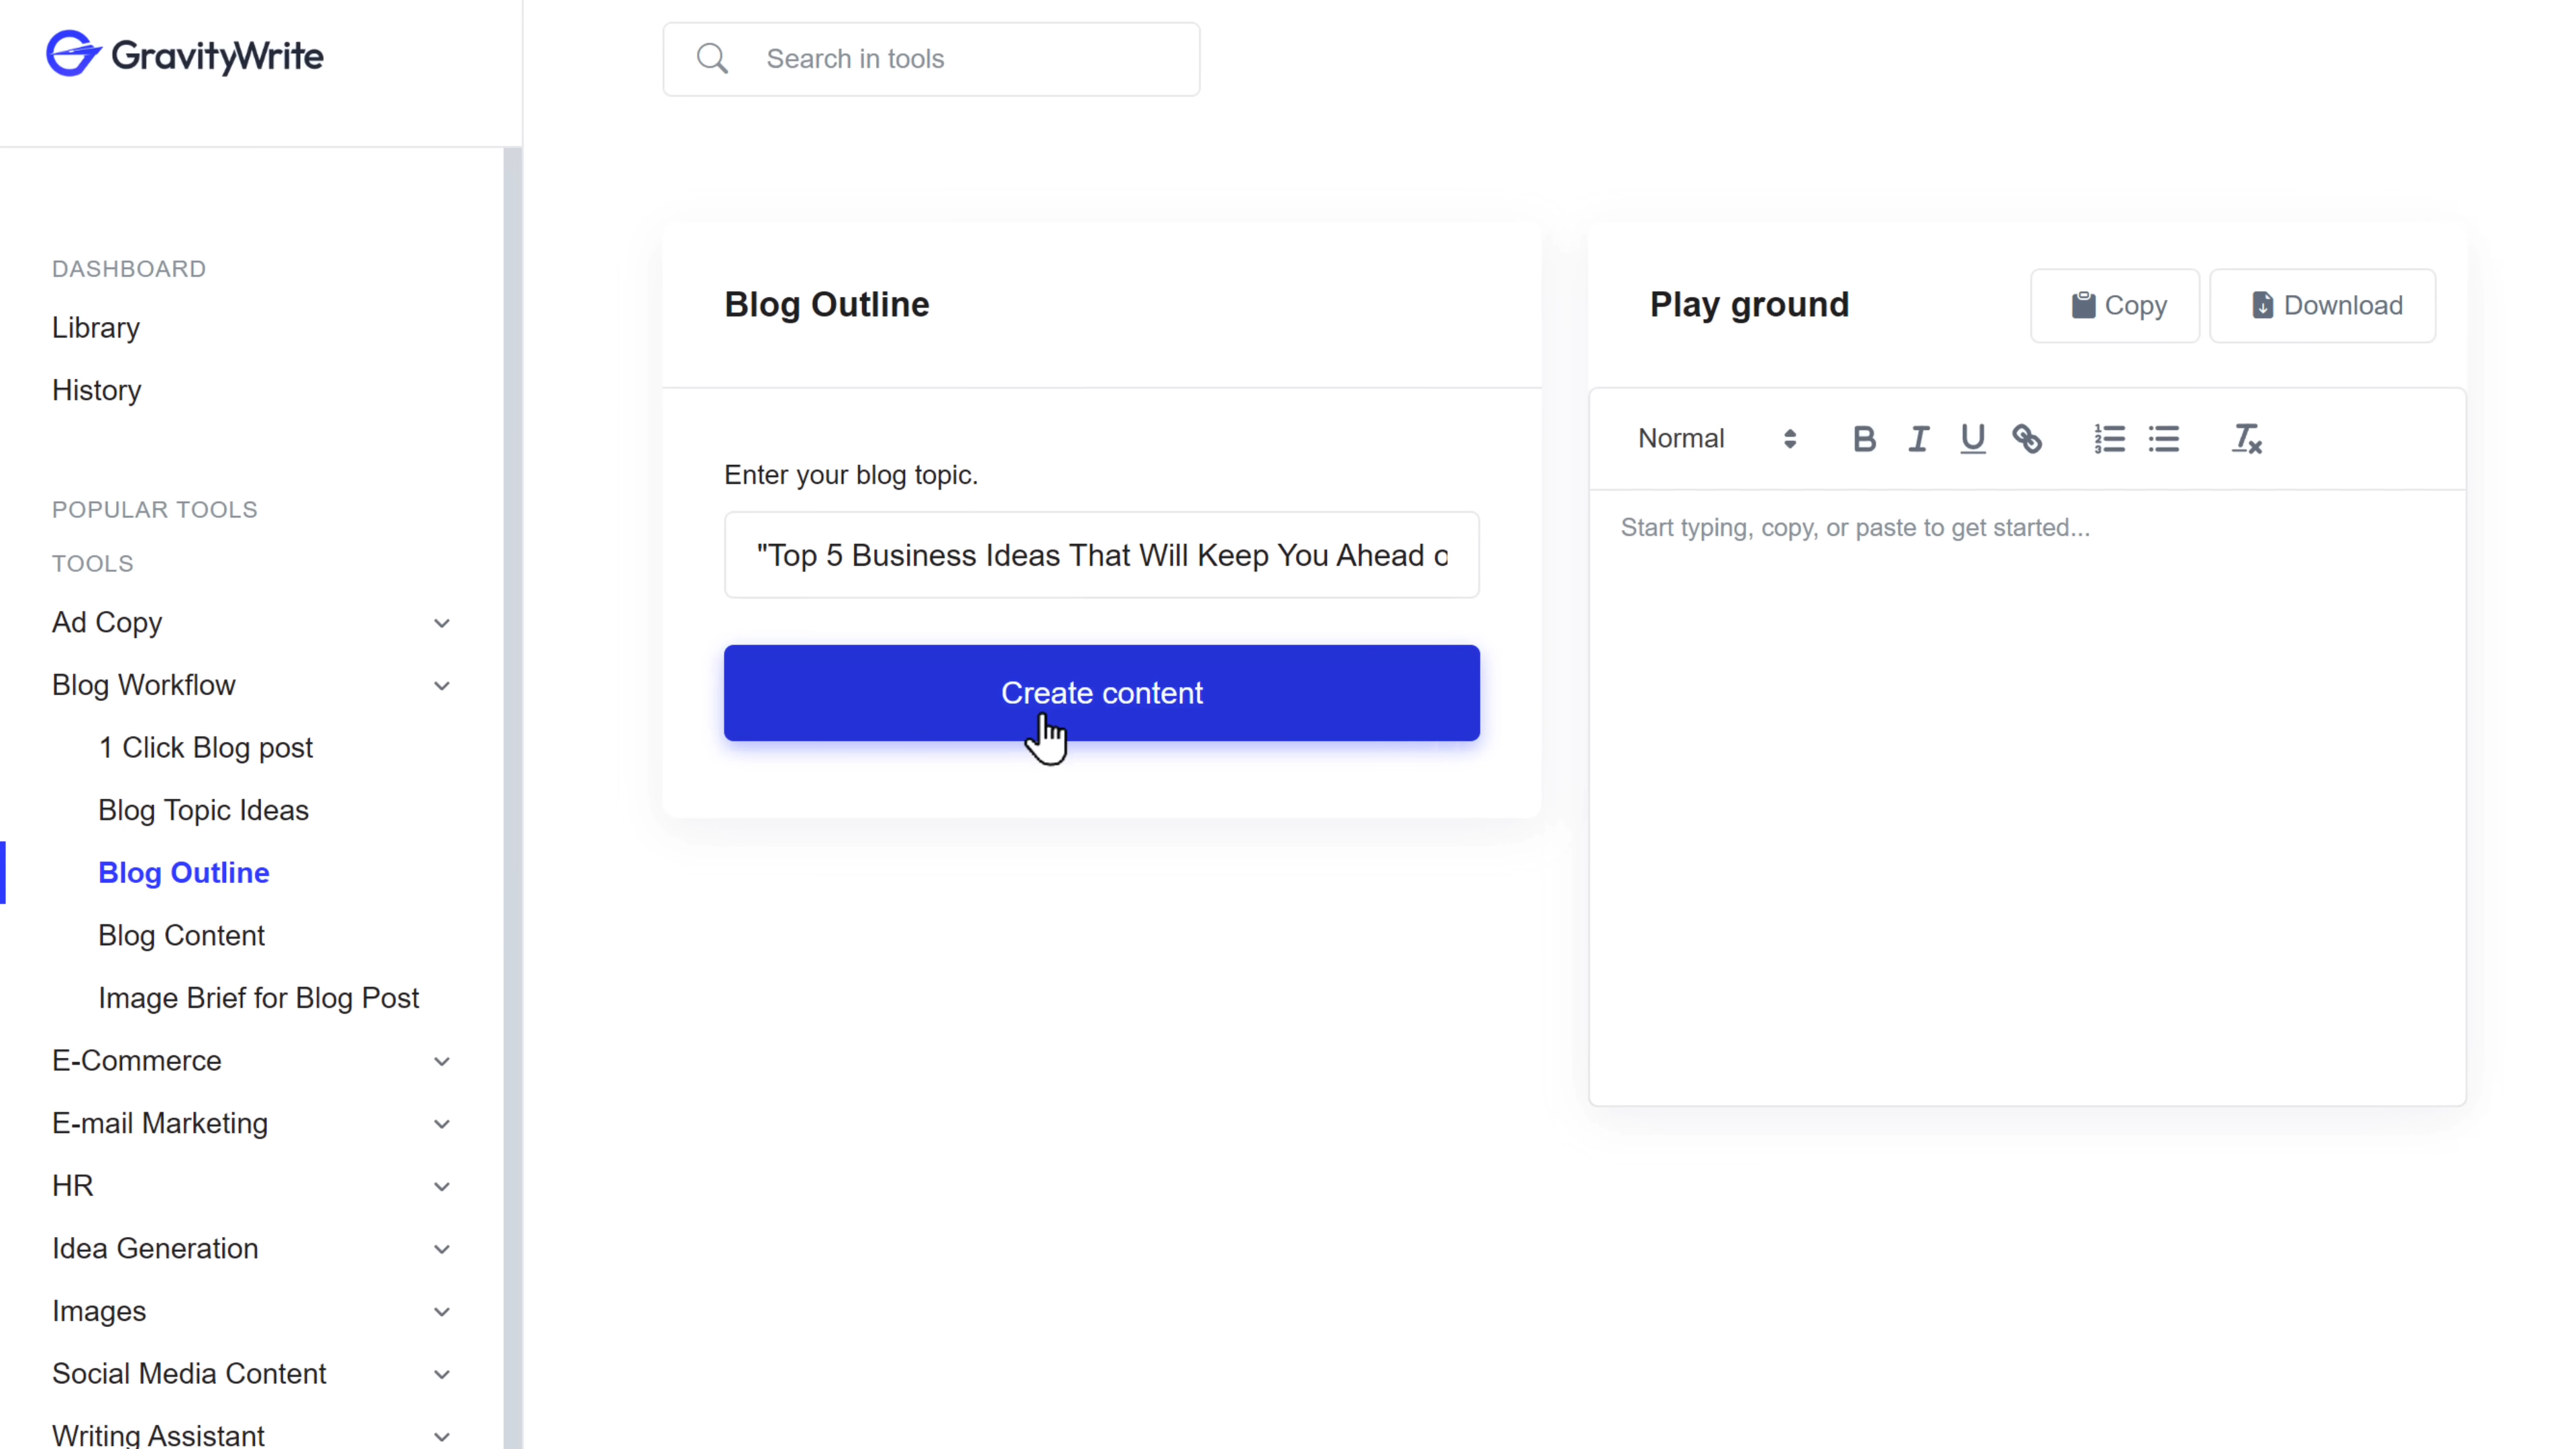 GravityWrite
Search in tools
DASHBOARD
Library
History
POPULAR TOOLS
TOOLS
Ad Copy
Blog Workflow
1 Click Blog post
Blog Topic Ideas
Blog Outline
Blog Content
Image Brief for Blog Post
E-Commerce
E-mail Marketing
HR
Idea Generation
Images
Social Media Content
Writing Assistant
Blog Outline
Enter your blog topic.
"Top 5 Business Ideas That Will Keep You Ahead o
Create content
Play ground
Copy
Download
Normal
Start typing, copy, or paste to get started...